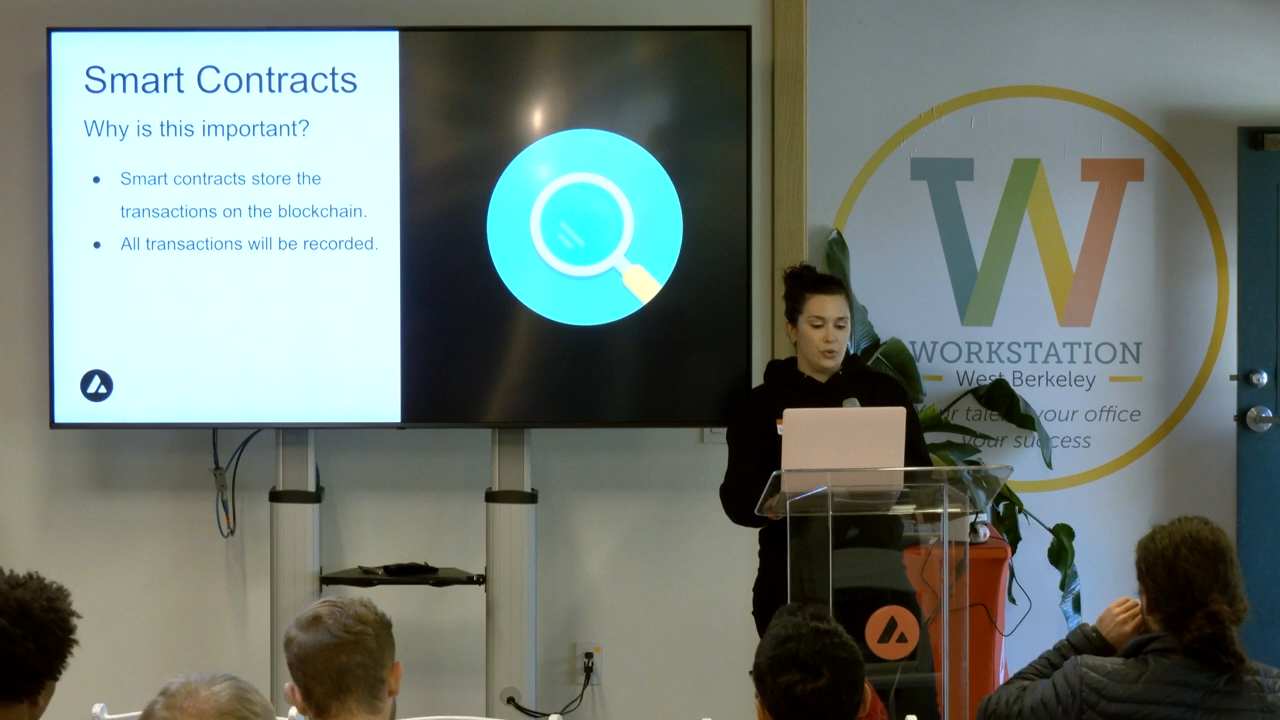 Smart Contracts
Why is this important?
Smart contracts store the
transactions on the blockchain.
All transactions will be recorded.
W
WORKSTATION
West Berkeley
your office
your success